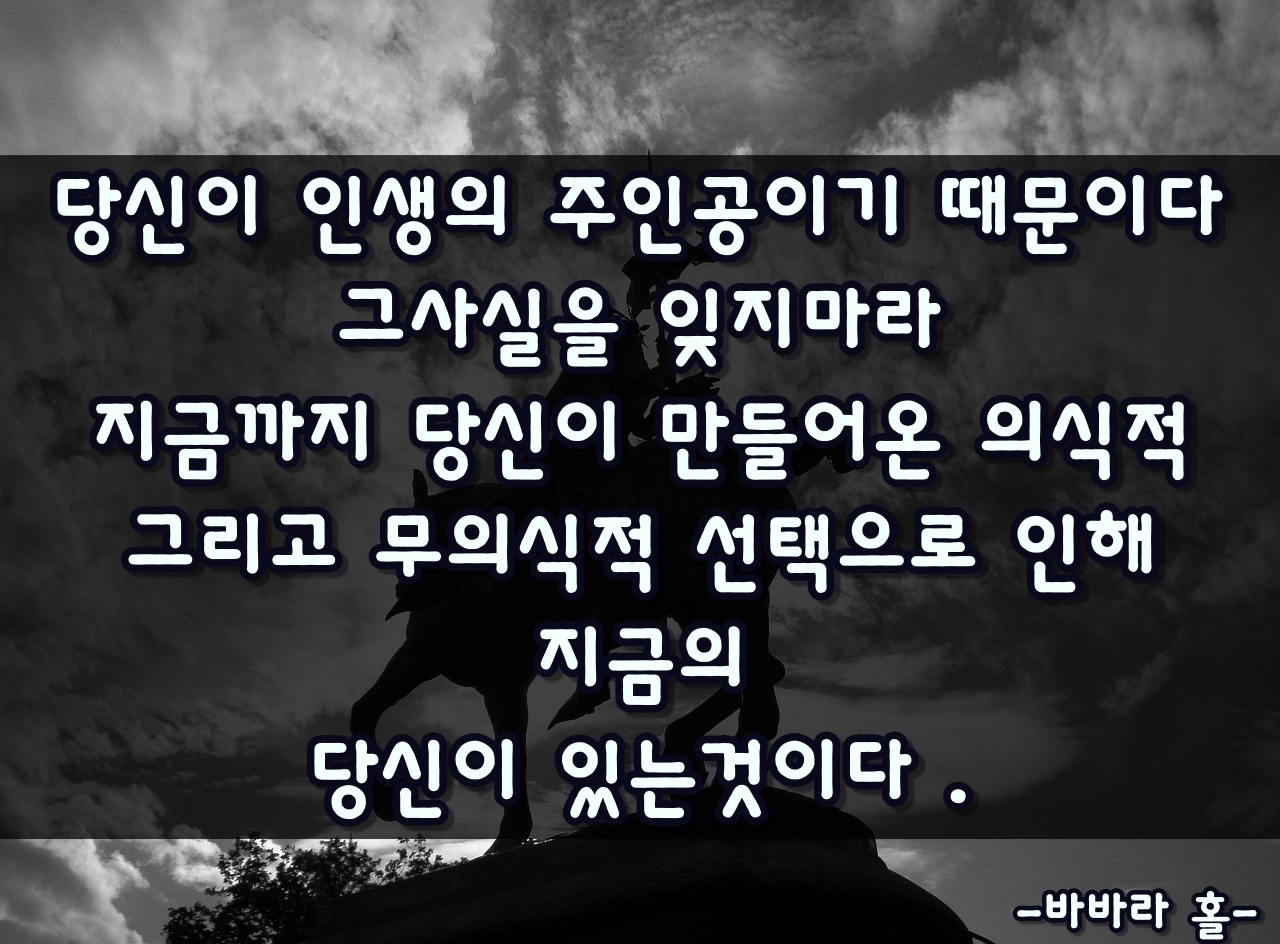 당신이 인생의 주인공이기 때문이다
그사실을 잊지마라
지금까지 당신이 만들어온 의식적
그리고 무의식적 선택으로 인해
지금의
당신이 있는것이다 .
-바바라 홀-